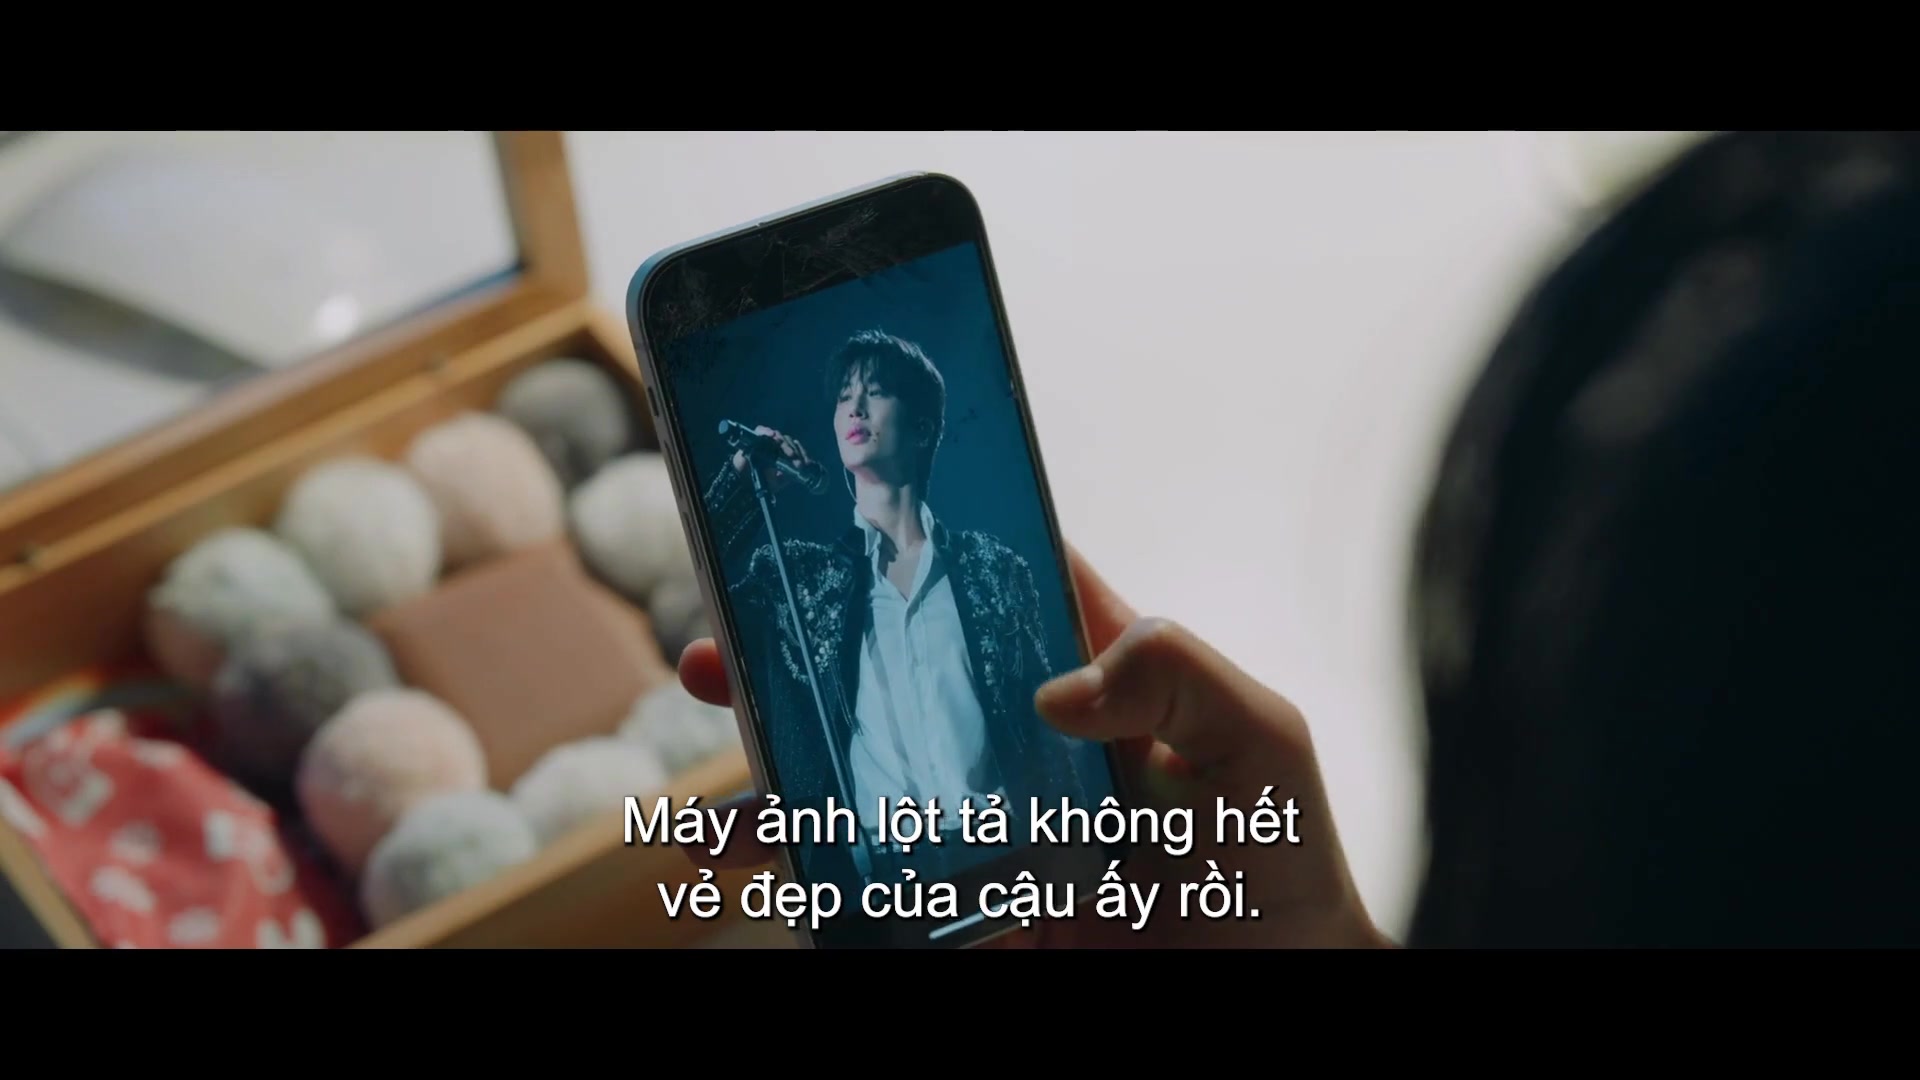 Máy ảnh lột tả không hết
vẻ đẹp của cậu ấy rồi.